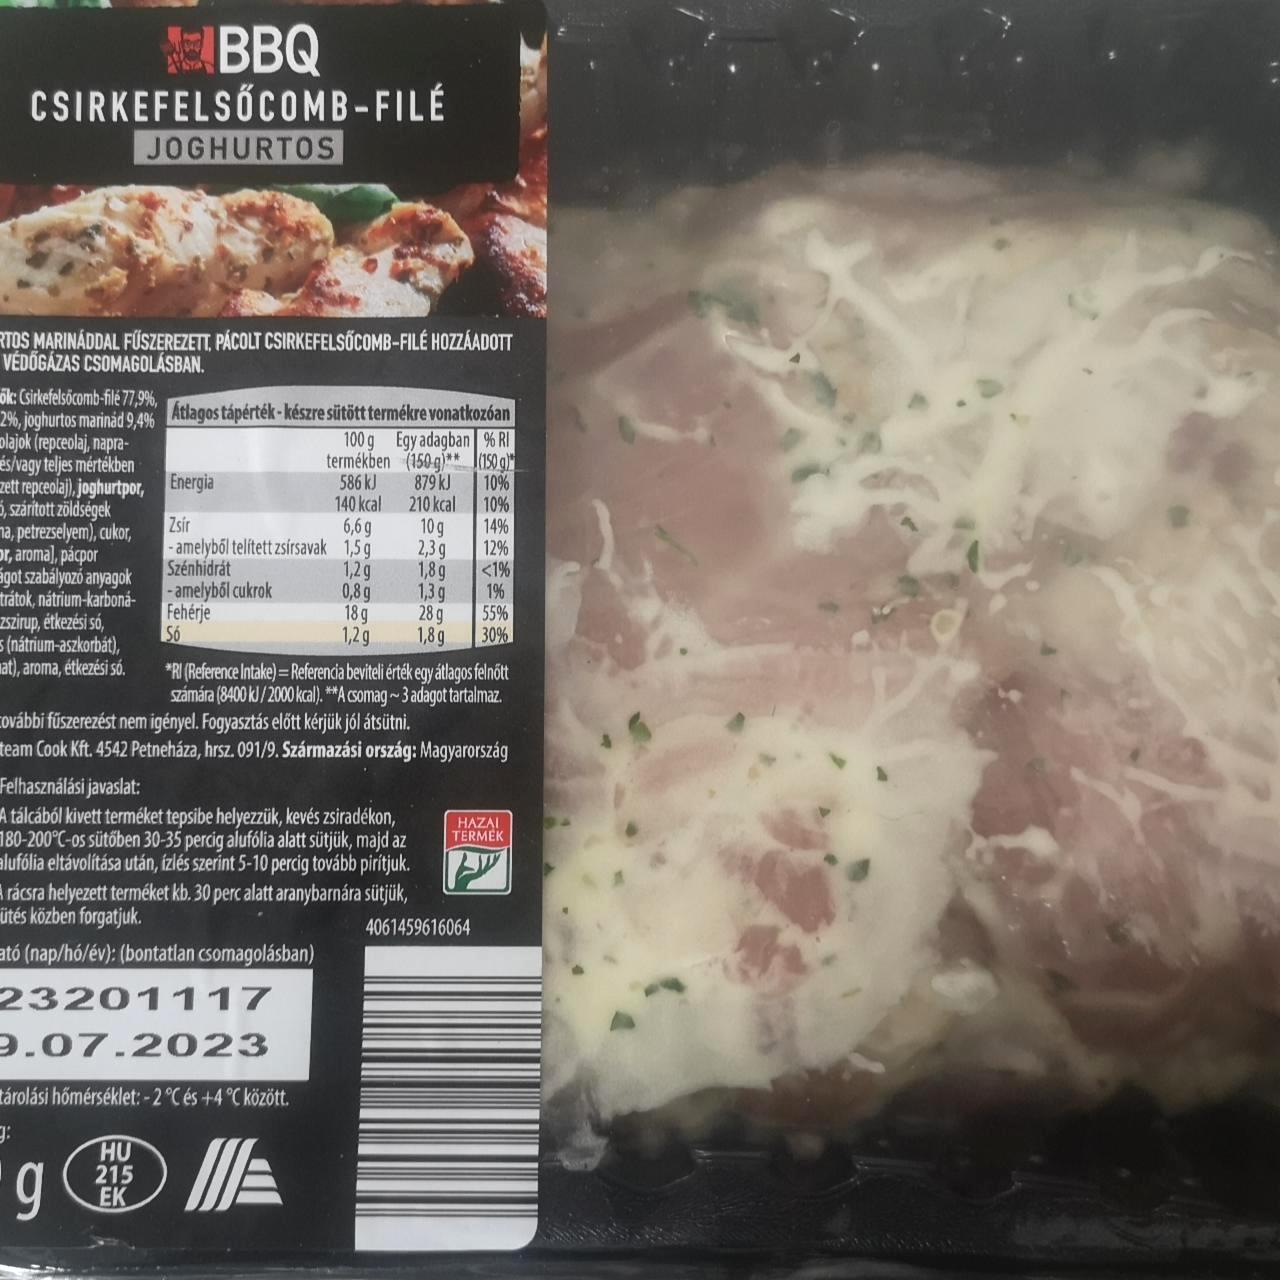 BBQ
CSIRKEFELSŐCOMB-FILÉ
JOGHURTOS
RTOS MARINÁDDAL FŰSZEREZETT, PÁCOLT CSIRKEFELSŐCOMB-FILÉ HOZZÁADOTT
VÉDŐGÁZAS CSOMAGOLÁSBAN.
ők: Csirkefelsőcomb-filé 77,9%,
2%, joghurtos marinád 9,4%
olajok (repceolaj, napra-
és/vagy teljes mértékben
zett repceolaj), joghurtpor,
ó, szárított zöldségek
na, petrezselyem), cukor,
or, aroma], pácpor
ágot szabályozó anyagok
trátok, nátrium-karboná-
zszirup, étkezési só,
s (nátrium-aszkorbát),
at), aroma, étkezési só.
Átlagos tápérték - készre sütött termékre vonatkozóan
100 g Egy adagban % RI
termékben (150 g)** (150 g)*
Energia 586 kJ 879 kJ 10%
140 kcal 210 kcal 10%
Zsír 6,6 g 10 g 14%
- amelyből telített zsírsavak 1,5 g 2,3 g 12%
Szénhidrát 1,2 g 1,8 g <1%
- amelyből cukrok 0,8 g 1,3 g 1%
Fehérje 18 g 28 g 55%
Só 1,2 g 1,8 g 30%
*RI (Reference Intake) = Referencia beviteli érték egy átlagos felnőtt
számára (8400 kJ / 2000 kcal). **A csomag ~ 3 adagot tartalmaz.
további fűszerezést nem igényel. Fogyasztás előtt kérjük jól átsütni.
team Cook Kft. 4542 Petneháza, hrsz. 091/9. Származási ország: Magyarország
Felhasználási javaslat:
A tálcából kivett terméket tepsibe helyezzük, kevés zsiradékon,
180-200°C-os sütőben 30-35 percig alufólia alatt sütjük, majd az
alufólia eltávolítása után, ízlés szerint 5-10 percig tovább pirítjuk.
A rácsra helyezett terméket kb. 30 perc alatt aranybarnára sütjük,
ütés közben forgatjuk.
HAZAI
TERMÉK
4061459616064
ató (nap/hó/év): (bontatlan csomagolásban)
23201117
9.07.2023
tárolási hőmérséklet: - 2 °C és +4 °C között.
g:
g
HU
215
EK